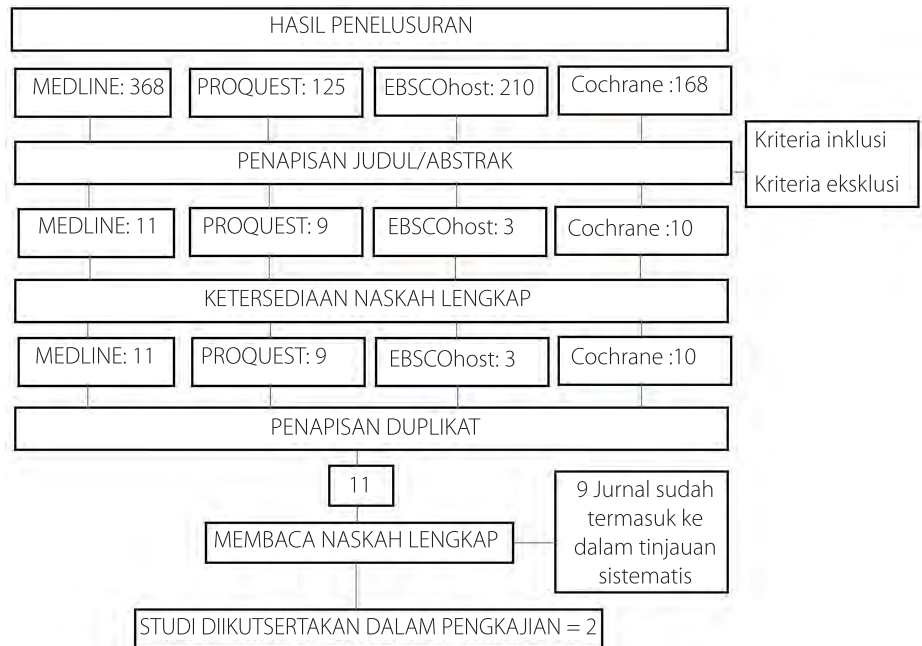 HASIL PENELUSURAN
MEDLINE: 368
PROQUEST: 125
EBSCOhost: 210
Cochrane :168
PENAPISAN JUDUL/ABSTRAK
Kriteria inklusi
Kriteria eksklusi
MEDLINE: 11
PROQUEST: 9
EBSCOhost: 3
Cochrane :10
KETERSEDIAAN NASKAH LENGKAP
MEDLINE: 11
PROQUEST: 9
EBSCOhost: 3
Cochrane :10
PENAPISAN DUPLIKAT
11
MEMBACA NASKAH LENGKAP
9 Jurnal sudah
termasuk ke
dalam tinjauan
sistematis
STUDI DIIKUTSERTAKAN DALAM PENGKAJIAN = 2